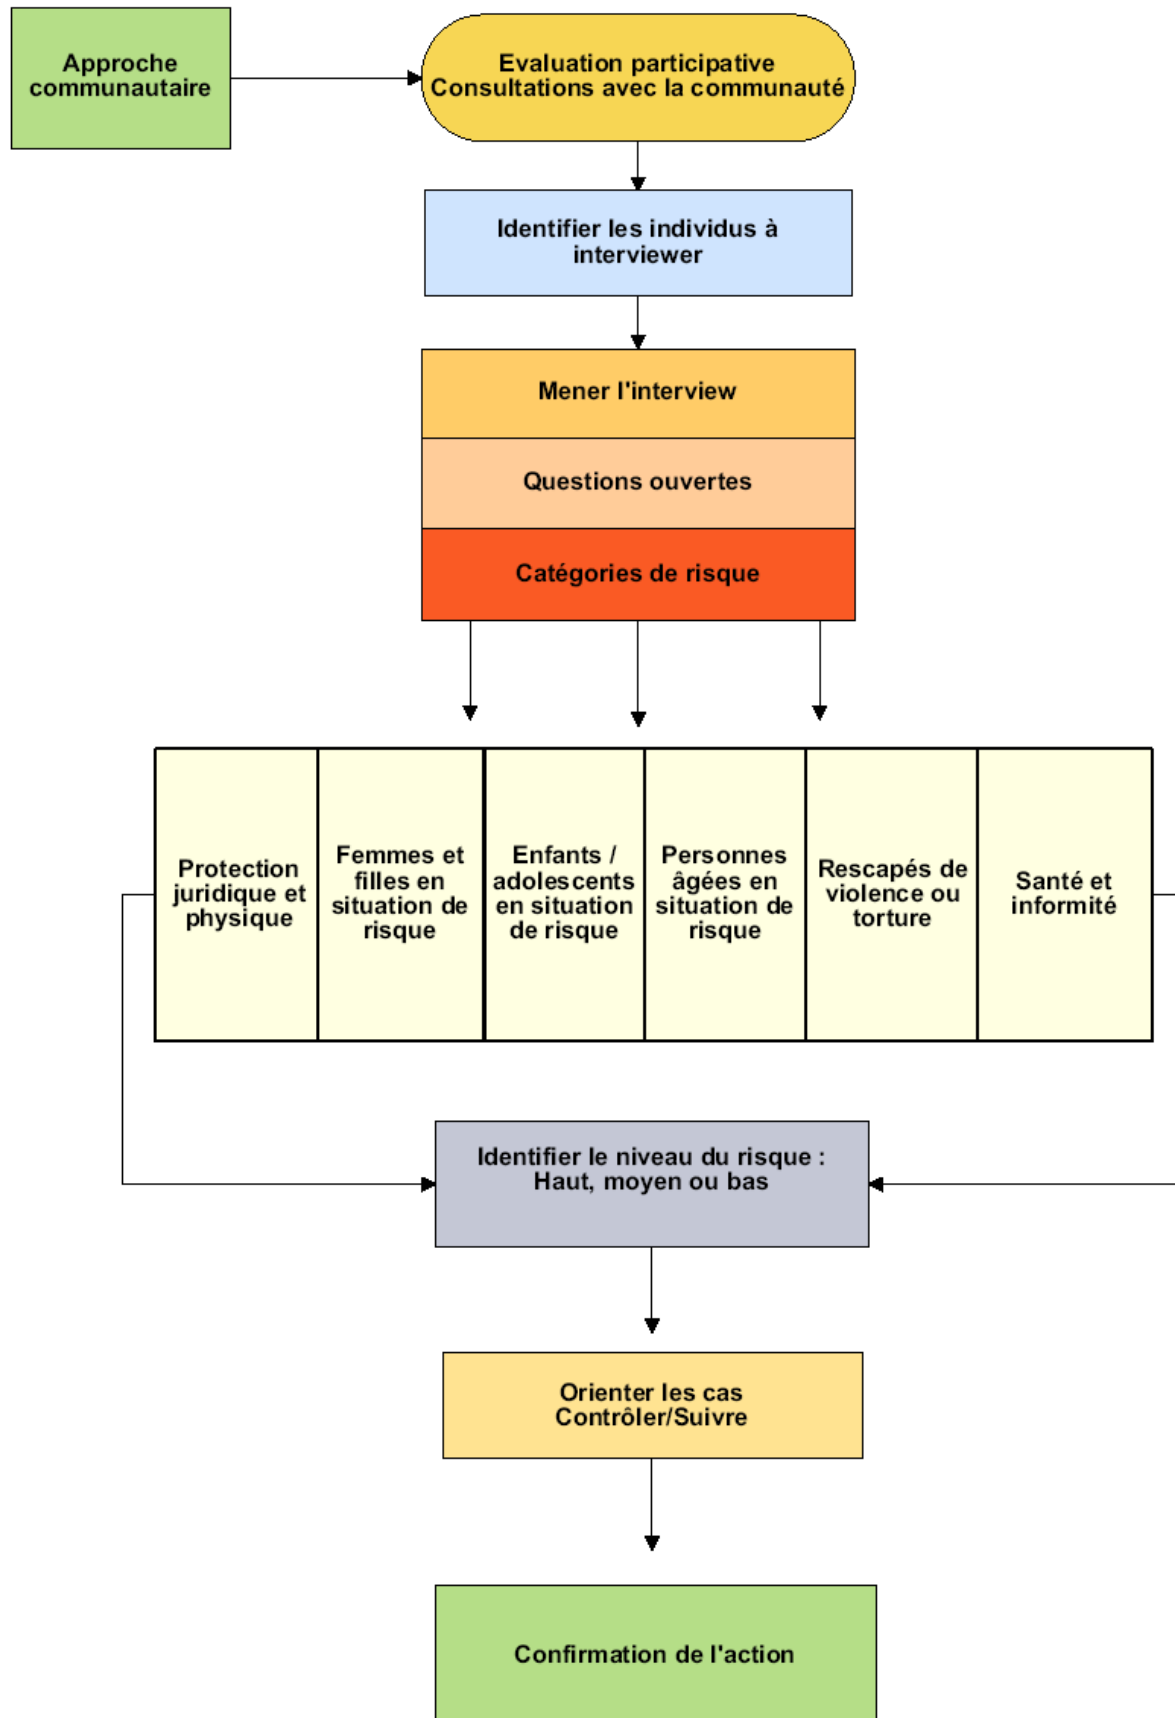 Approche
communautaire
Evaluation participative
Consultations avec la communauté
Identifier les individus à
interviewer
Mener l'interview
Questions ouvertes
Catégories de risque
Protection
juridique et
physique
Femmes et
filles en
situation de
risque
Enfants /
adolescents
en situation
de risque
Personnes
âgées en
situation de
risque
Rescapés de
violence ou
torture
Santé et
informité
Identifier le niveau du risque :
Haut, moyen ou bas
Orienter les cas
Contrôler/Suivre
Confirmation de l'action